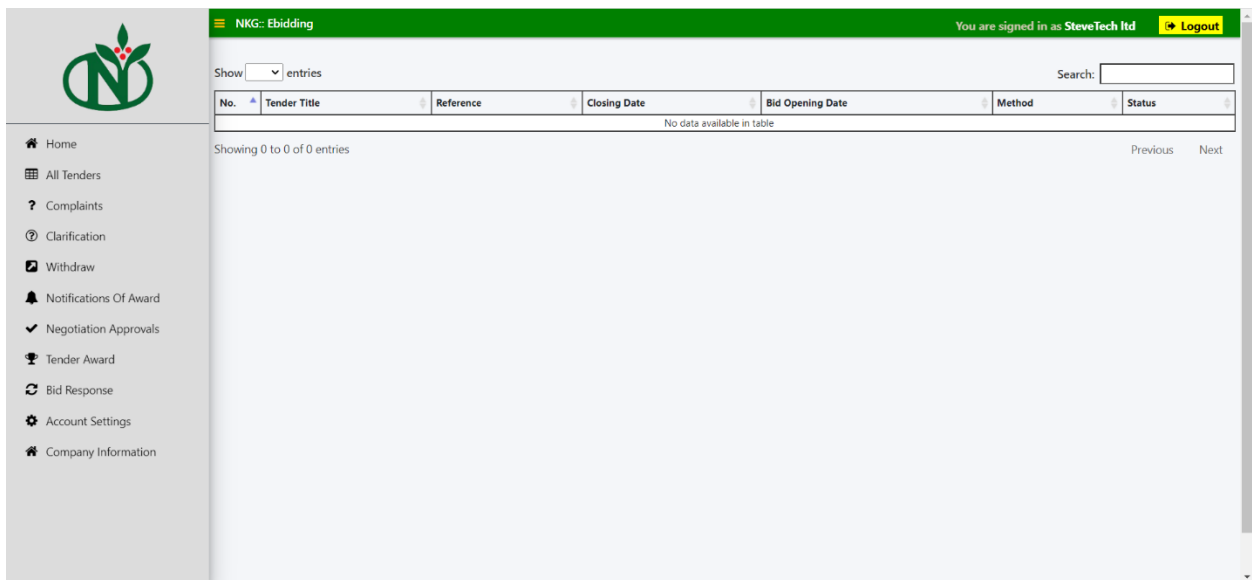 NKG:: Ebidding
You are signed in as SteveTech ltd
Logout
Show entries
Search:
No. Tender Title Reference Closing Date Bid Opening Date Method Status
No data available in table
Showing 0 to 0 of 0 entries
Previous Next
N
Home
All Tenders
Complaints
Clarification
Withdraw
Notifications Of Award
Negotiation Approvals
Tender Award
Bid Response
Account Settings
Company Information